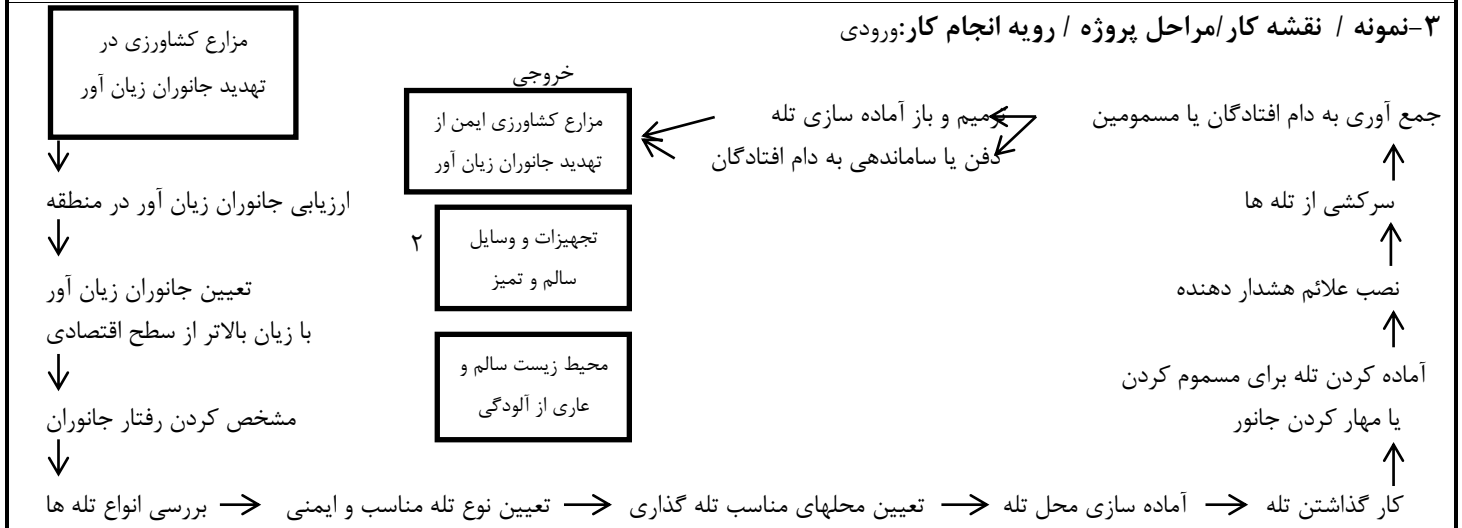 ۳-نمونه / نقشه کار/مراحل پروژه / رویه انجام کار:ورودی
مزارع کشاورزی در
تهدید جانوران زیان آور
ارزیابی جانوران زیان آور در منطقه
تعیین جانوران زیان آور
با زیان بالاتر از سطح اقتصادی
مشخص کردن رفتار جانوران
بررسی انواع تله ها
تعیین نوع تله مناسب و ایمنی
تعیین محلهای مناسب تله گذاری
آماده سازی محل تله
کار گذاشتن تله
آماده کردن تله برای مسموم کردن
یا مهار کردن جانور
نصب علائم هشدار دهنده
سرکشی از تله ها
جمع آوری به دام افتادگان یا مسمومین
ترمیم و باز آماده سازی تله
دفن یا ساماندهی به دام افتادگان
خروجی
مزارع کشاورزی ایمن از
تهدید جانوران زیان آور
تجهیزات و وسایل
سالم و تمیز
۲
محیط زیست سالم و
عاری از آلودگی